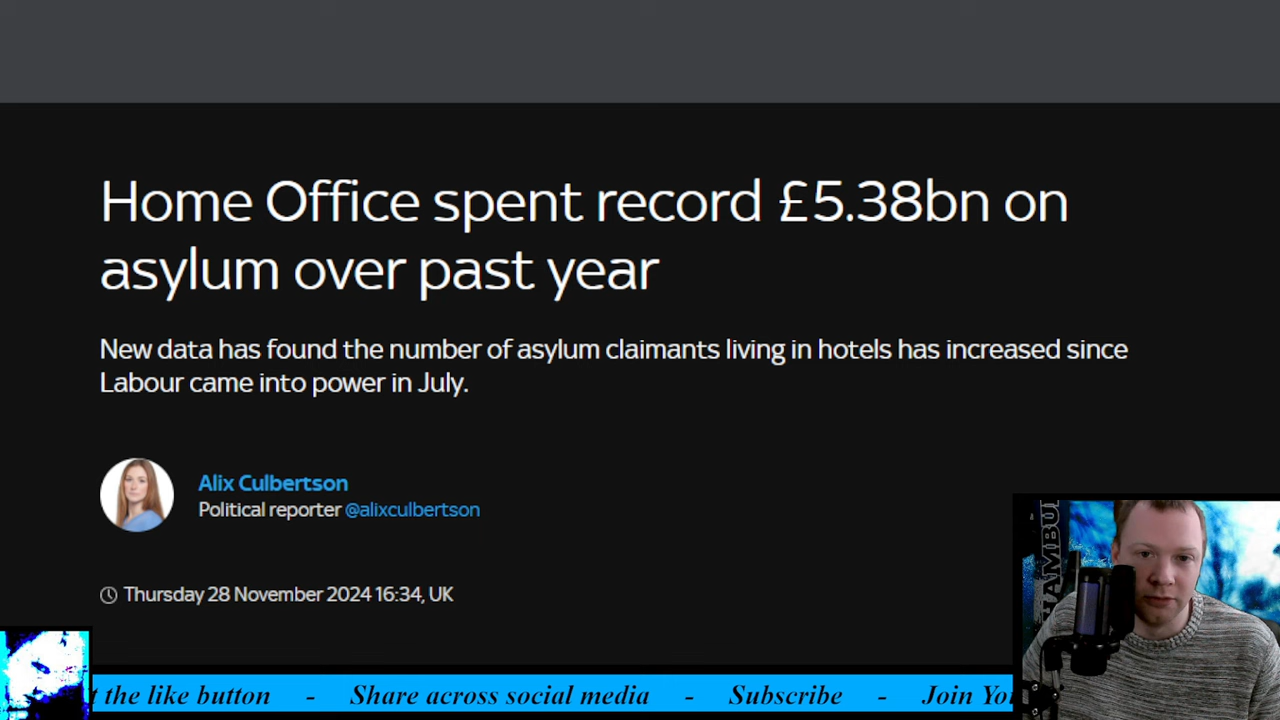 Home Office spent record £5.38bn on
asylum over past year
New data has found the number of asylum claimants living in hotels has increased since
Labour came into power in July.
Alix Culbertson
Political reporter @alixculbertson
Thursday 28 November 2024 16:34, UK
the like button - Share across social media - Subscribe - Join